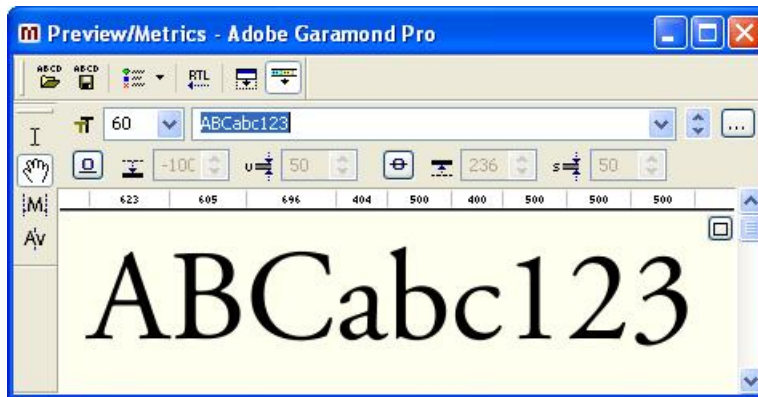 Preview/Metrics - Adobe Garamond Pro
ABCD ABCD RTL
60 ABCabc123 ...
-100 50 236 50
623 605 696 404 500 400 500 500 500
ABCabc123